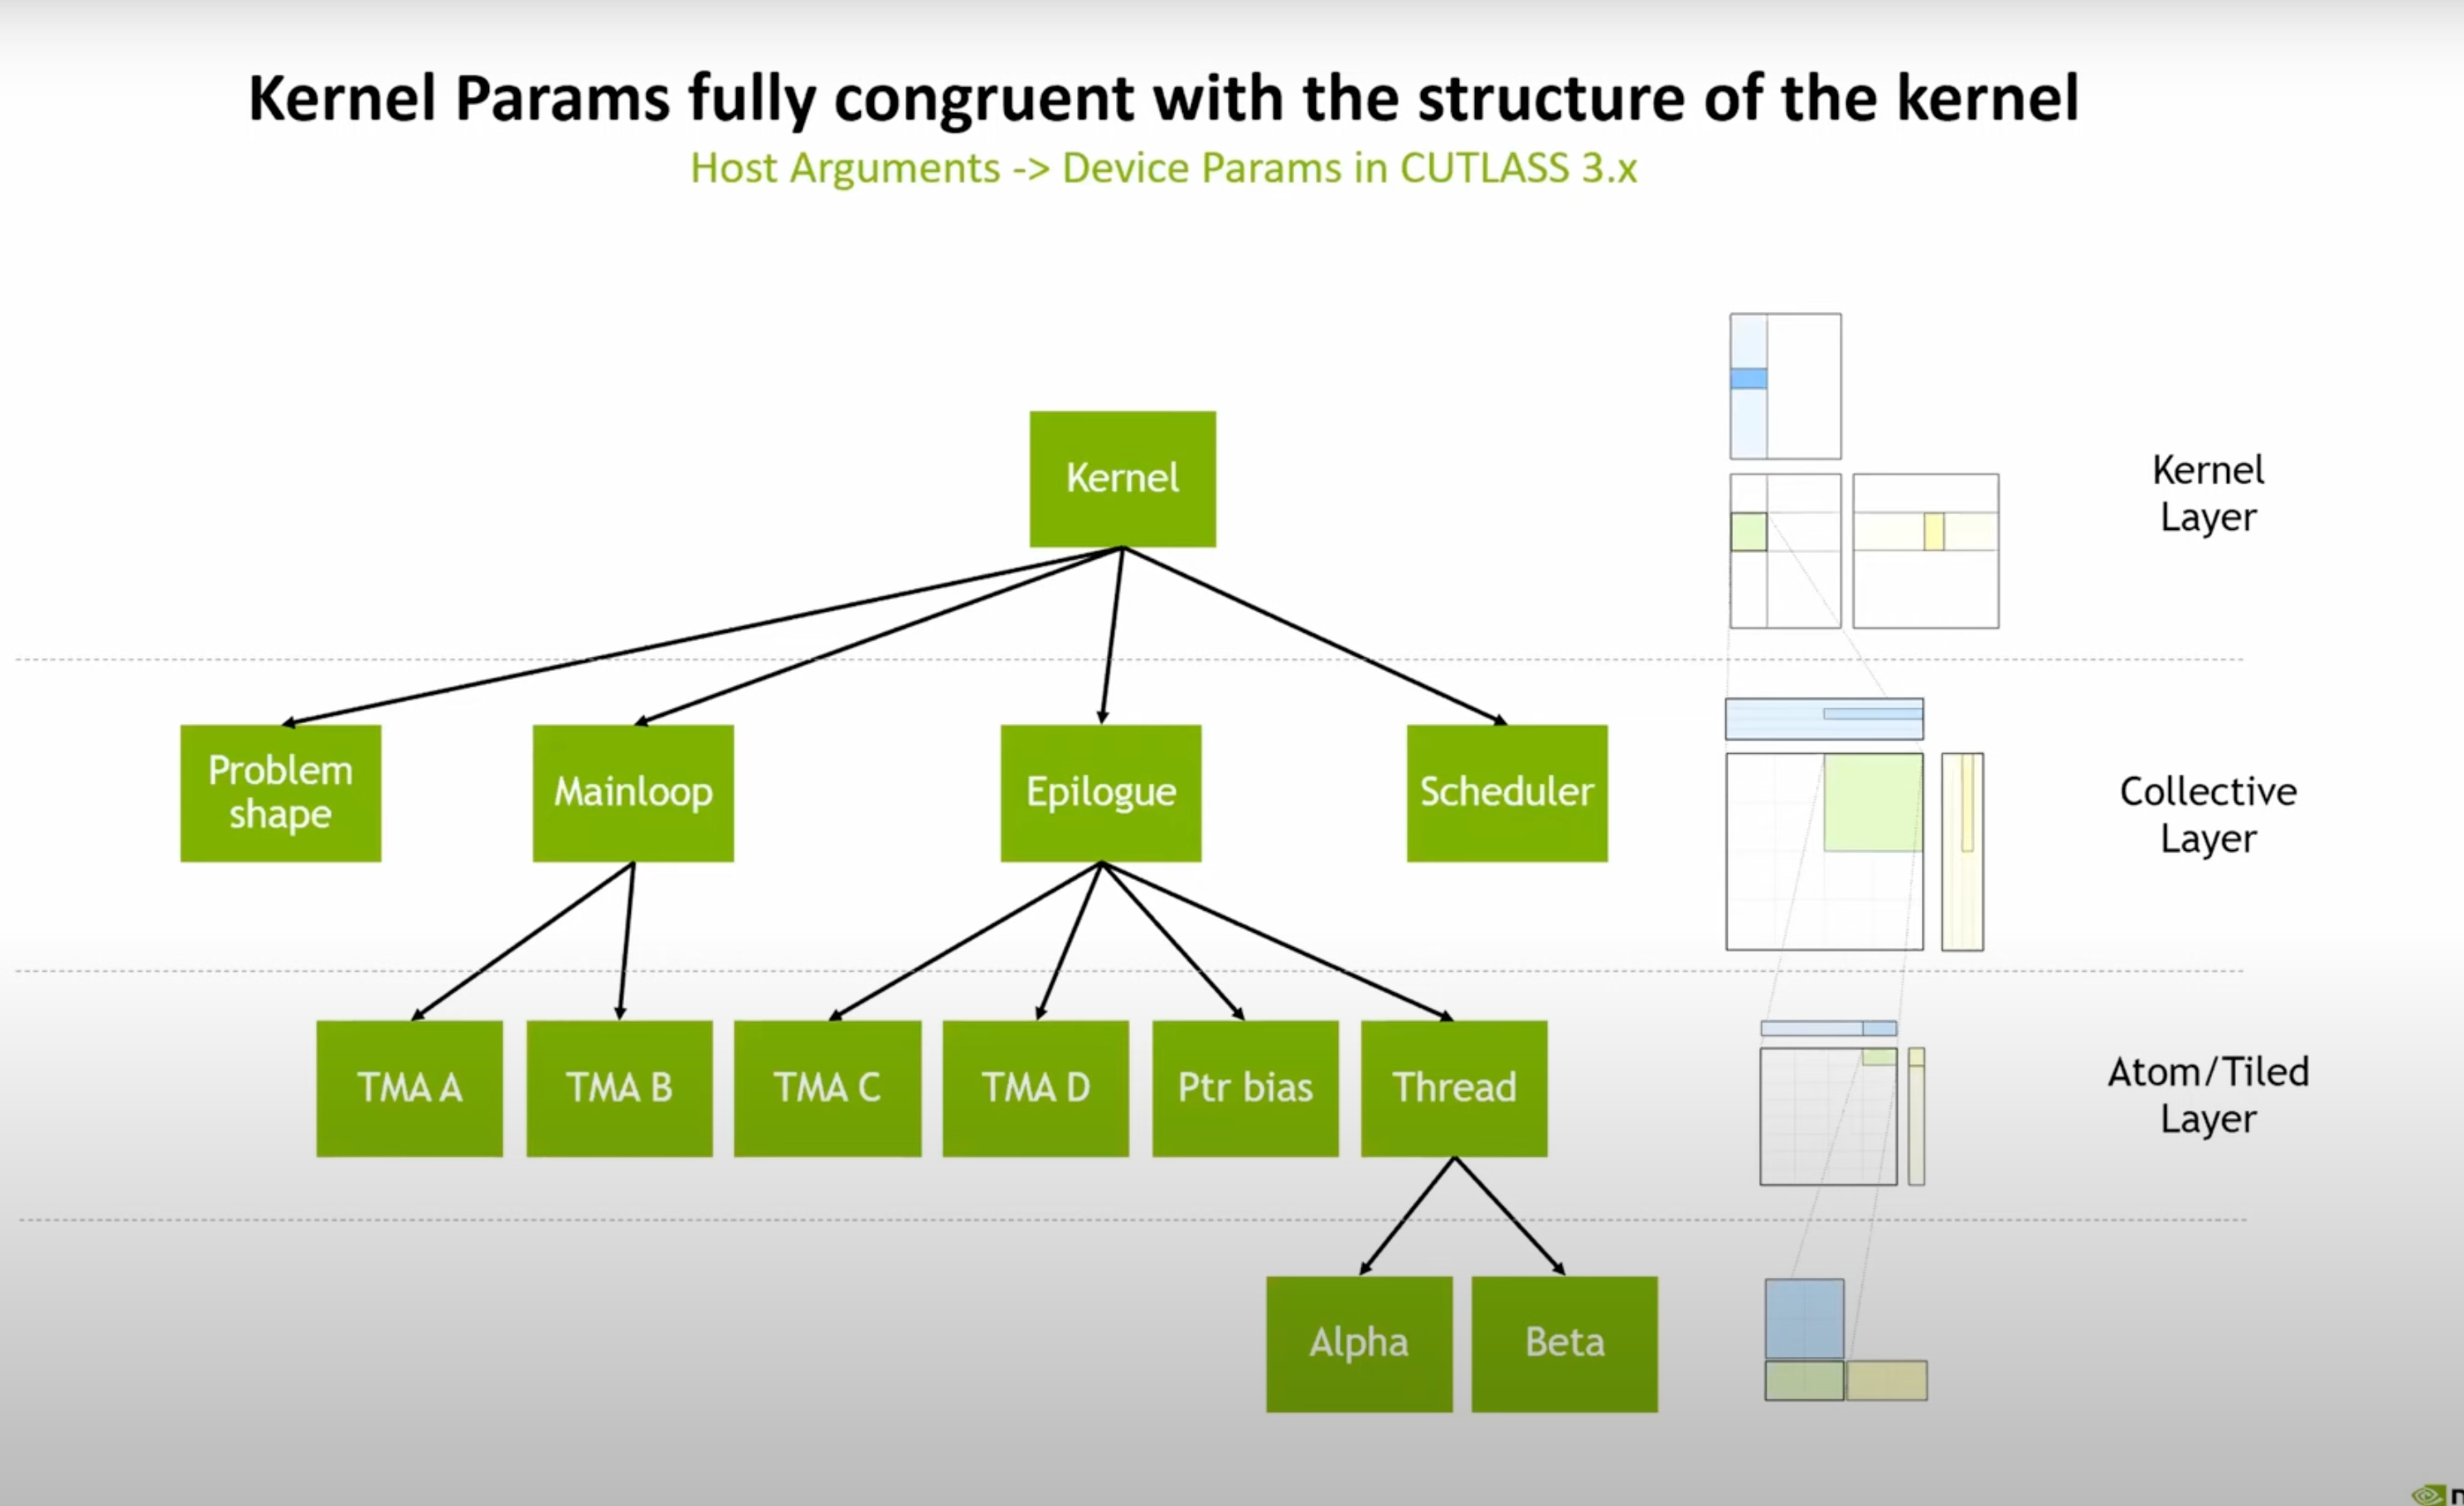 Kernel Params fully congruent with the structure of the kernel
Host Arguments -> Device Params in CUTLASS 3.x
Kernel
Kernel
Layer
Problem
shape
Mainloop
Epilogue
Scheduler
Collective
Layer
TMA A
TMA B
TMA C
TMA D
Ptr bias
Thread
Atom/Tiled
Layer
Alpha
Beta